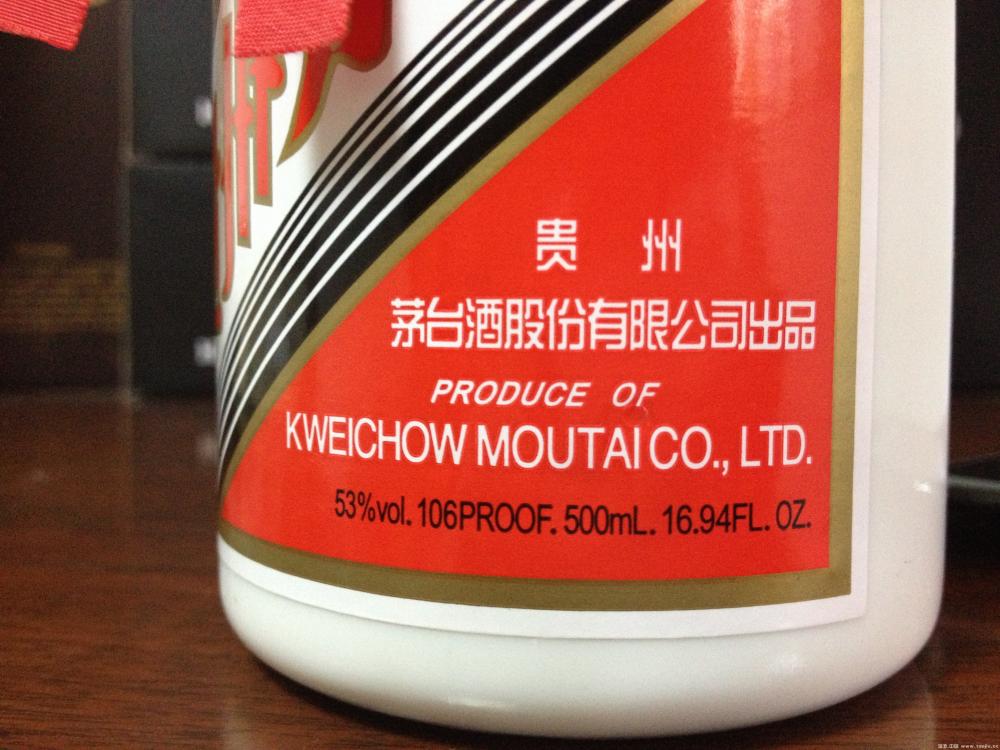 贵 州
茅台酒股份有限公司出品
PRODUCE OF
KWEICHOW MOUTAI CO., LTD.
53%vol. 106PROOF. 500mL. 16.94FL. OZ.